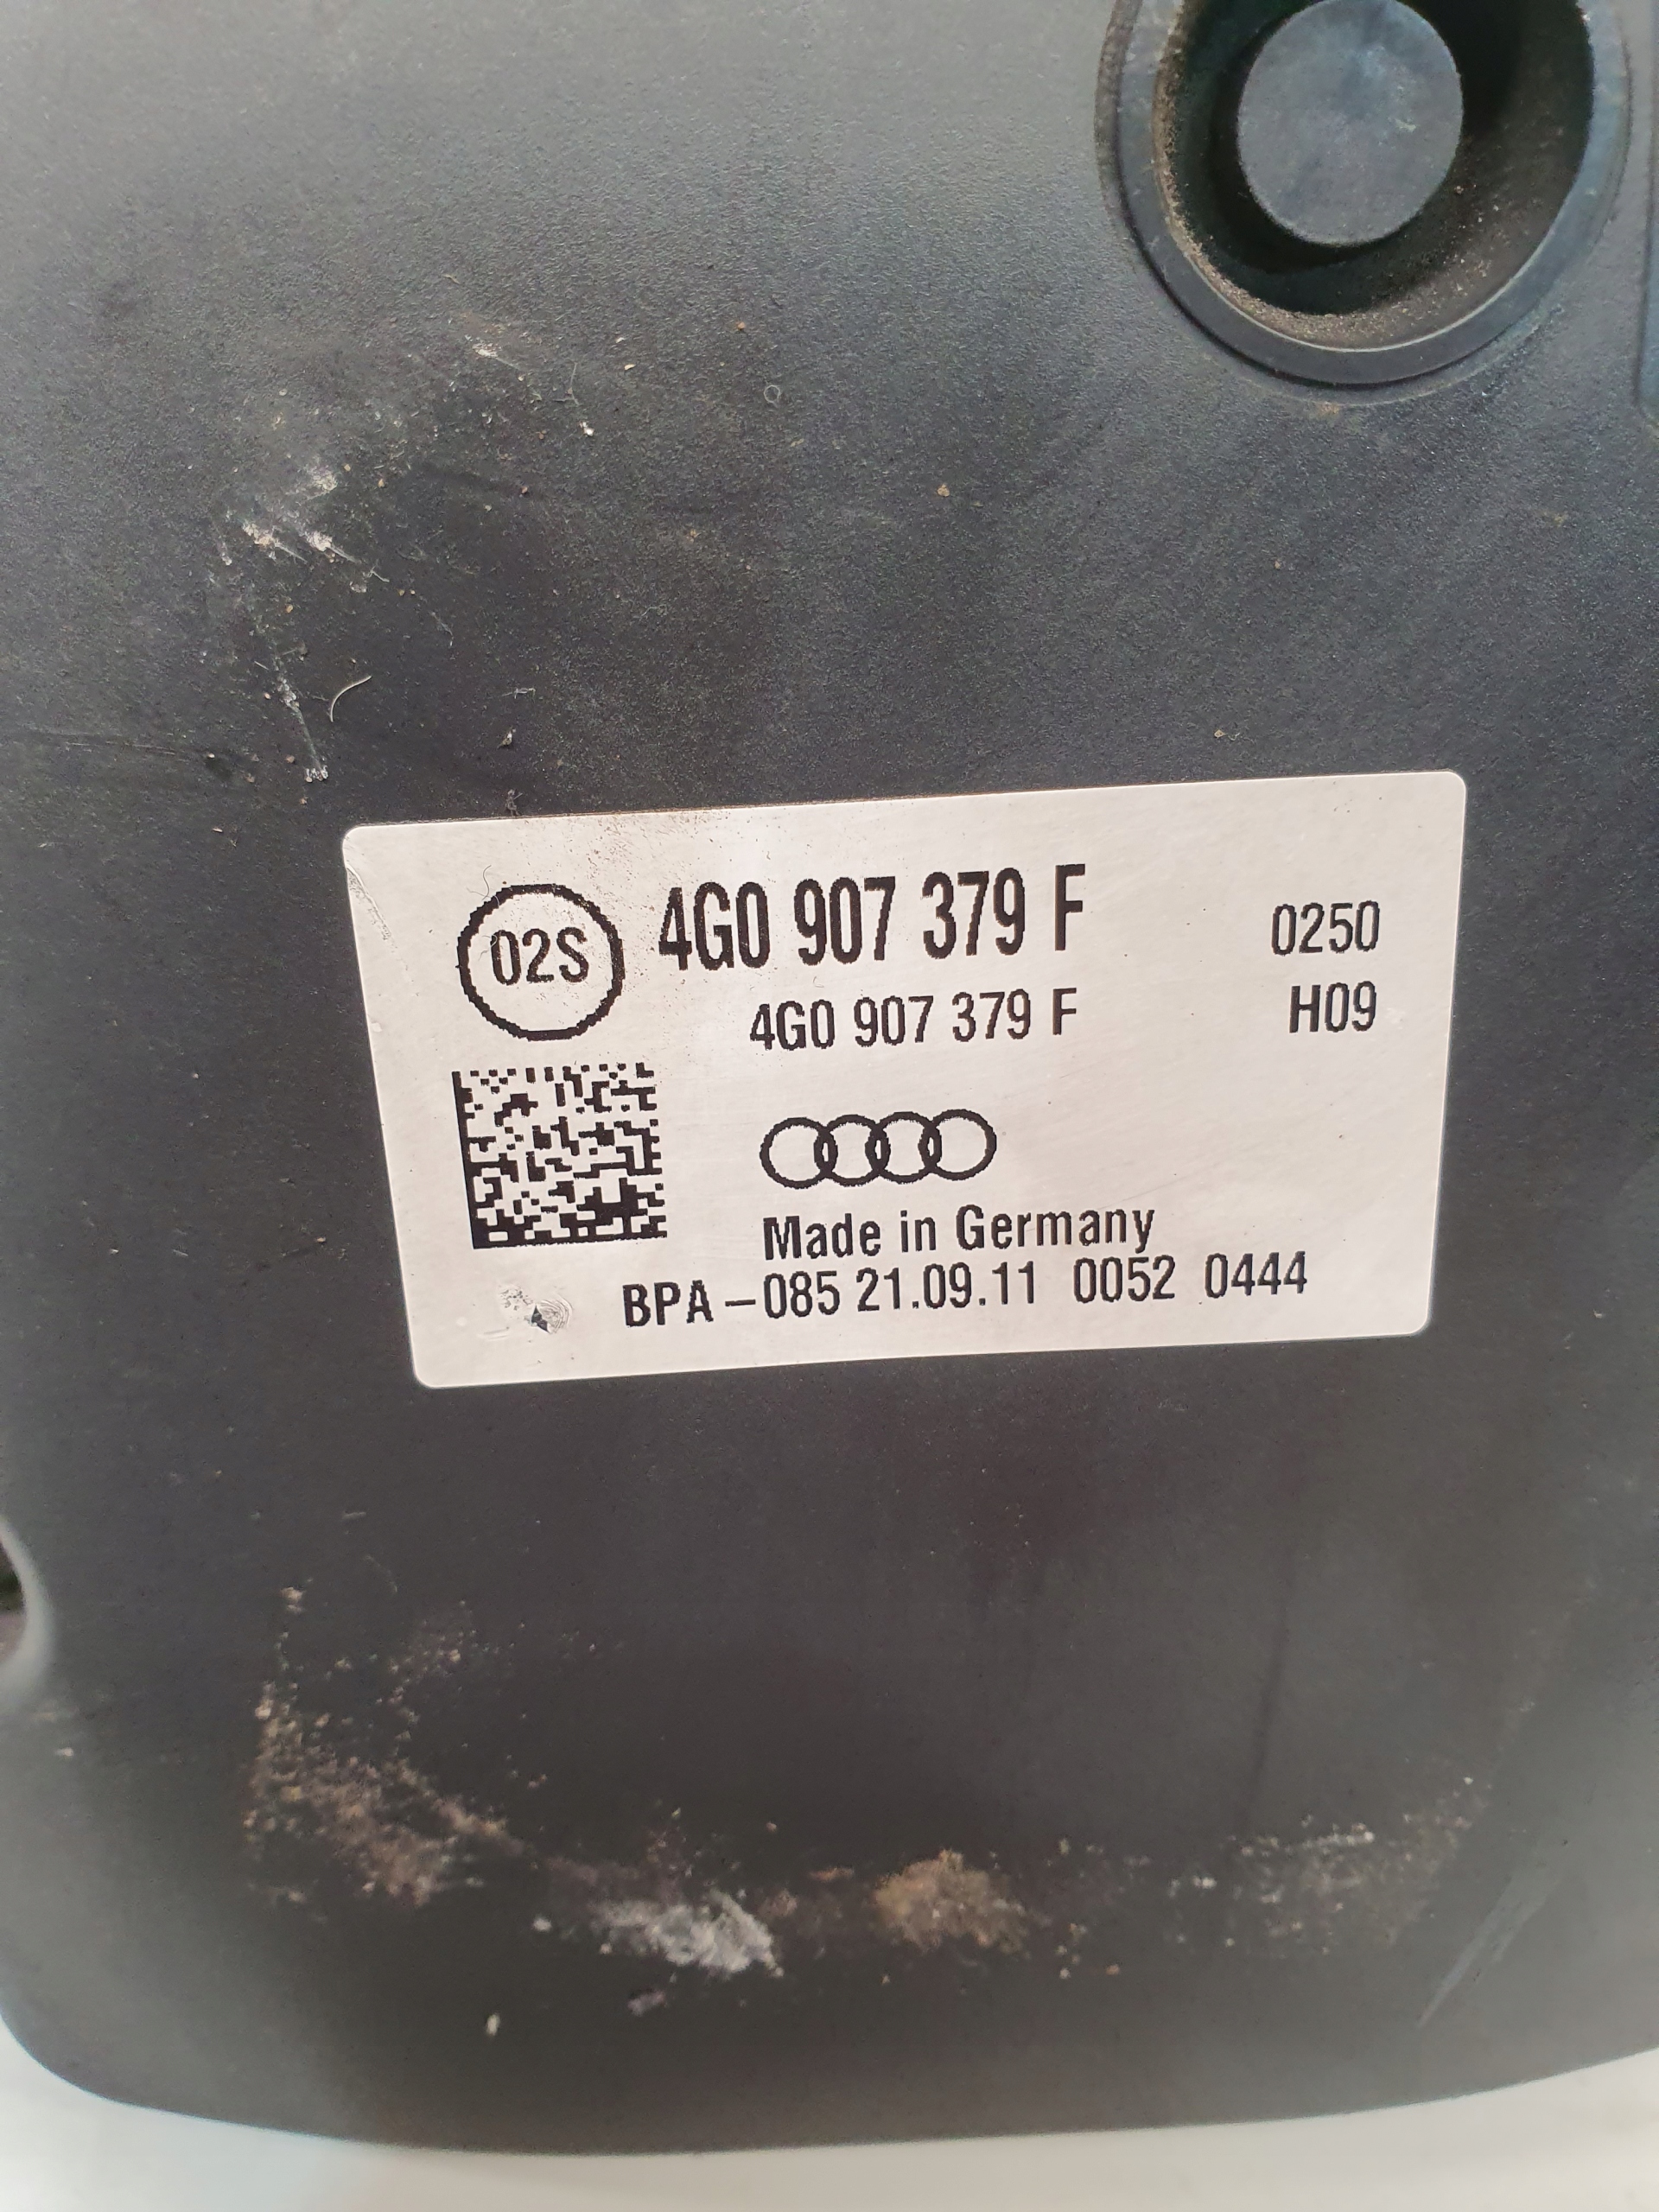 02S 4G0 907 379 F 0250
4G0 907 379 F H09
Made in Germany
BPA-085 21.09.11 0052 0444